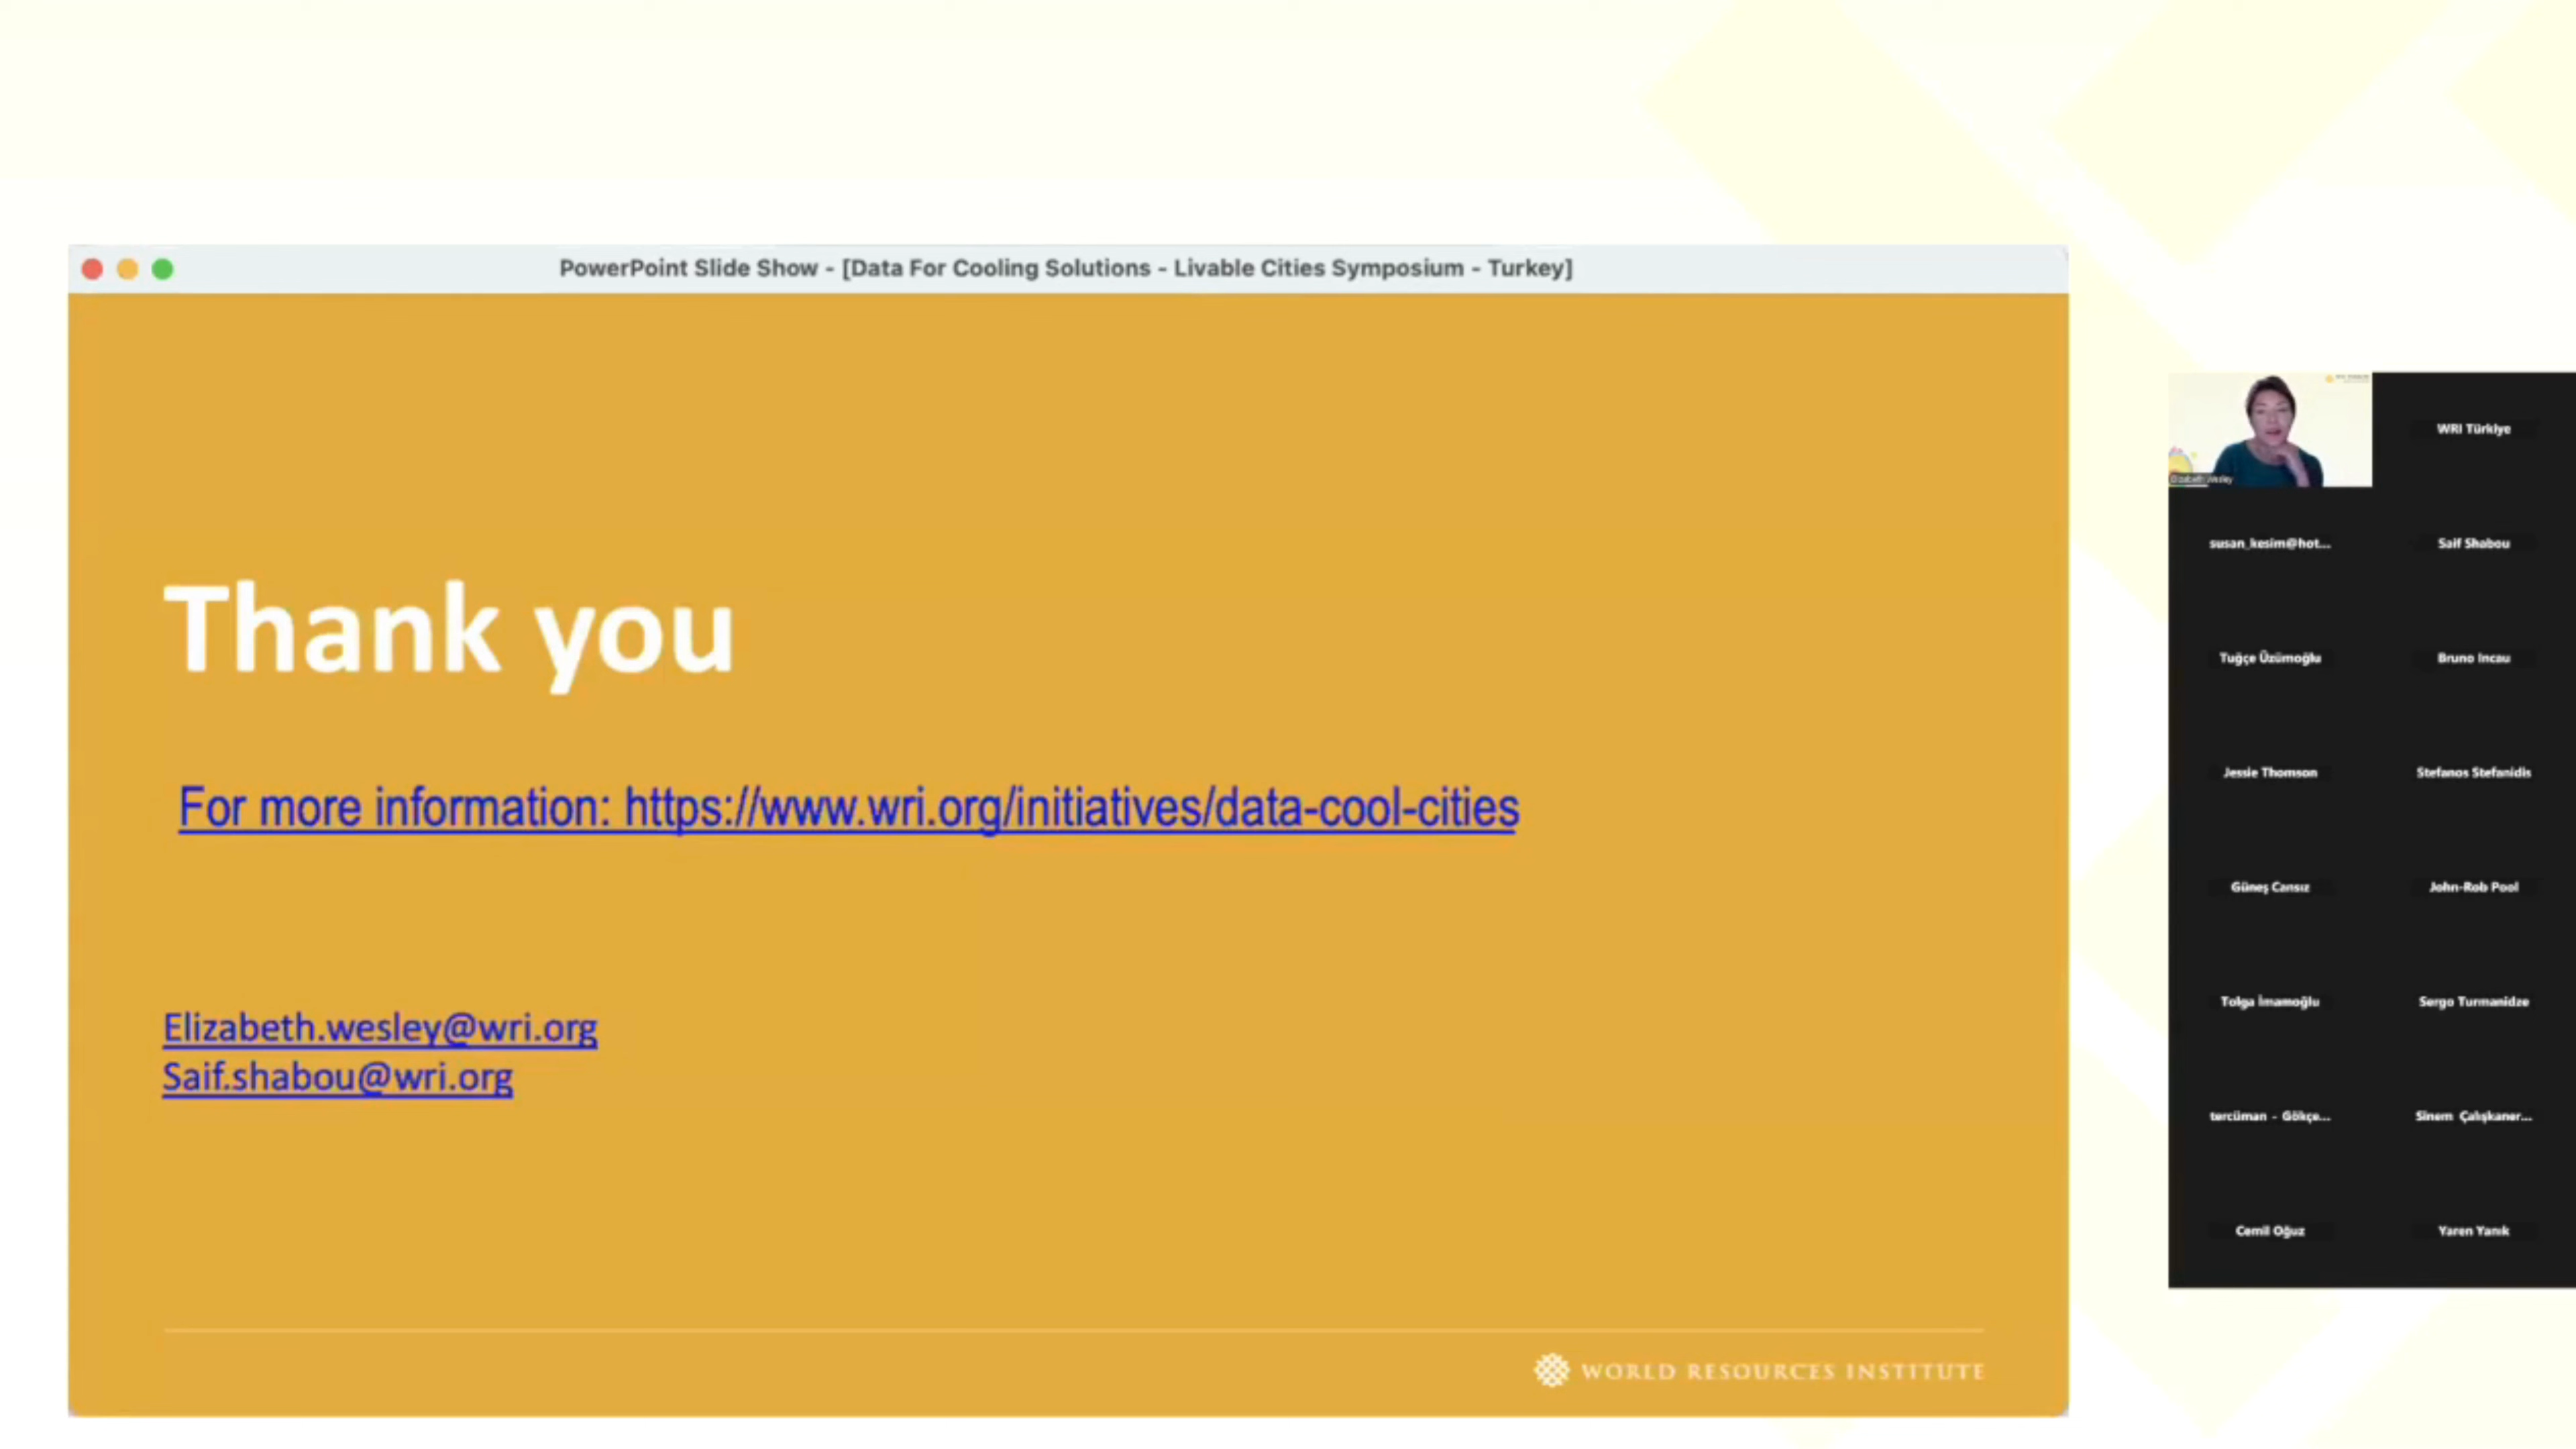 PowerPoint Slide Show - [Data For Cooling Solutions - Livable Cities Symposium - Turkey]
Thank you
For more information: https://www.wri.org/initiatives/data-cool-cities
Elizabeth.wesley@wri.org
Saif.shabou@wri.org
WORLD RESOURCES INSTITUTE
Elizabeth Wesley
WRI Türkiye
susan_kesim@hot...
Saif Shabou
Tuğçe Üzümoğlu
Bruno Incau
Jessie Thomson
Stefanos Stefanidis
Güneş Cansız
John-Rob Pool
Tolga İmamoğlu
Sergo Turmanidze
tercüman - Gökçe...
Sinem Çalışkaner...
Cemil Oğuz
Yaren Yanık